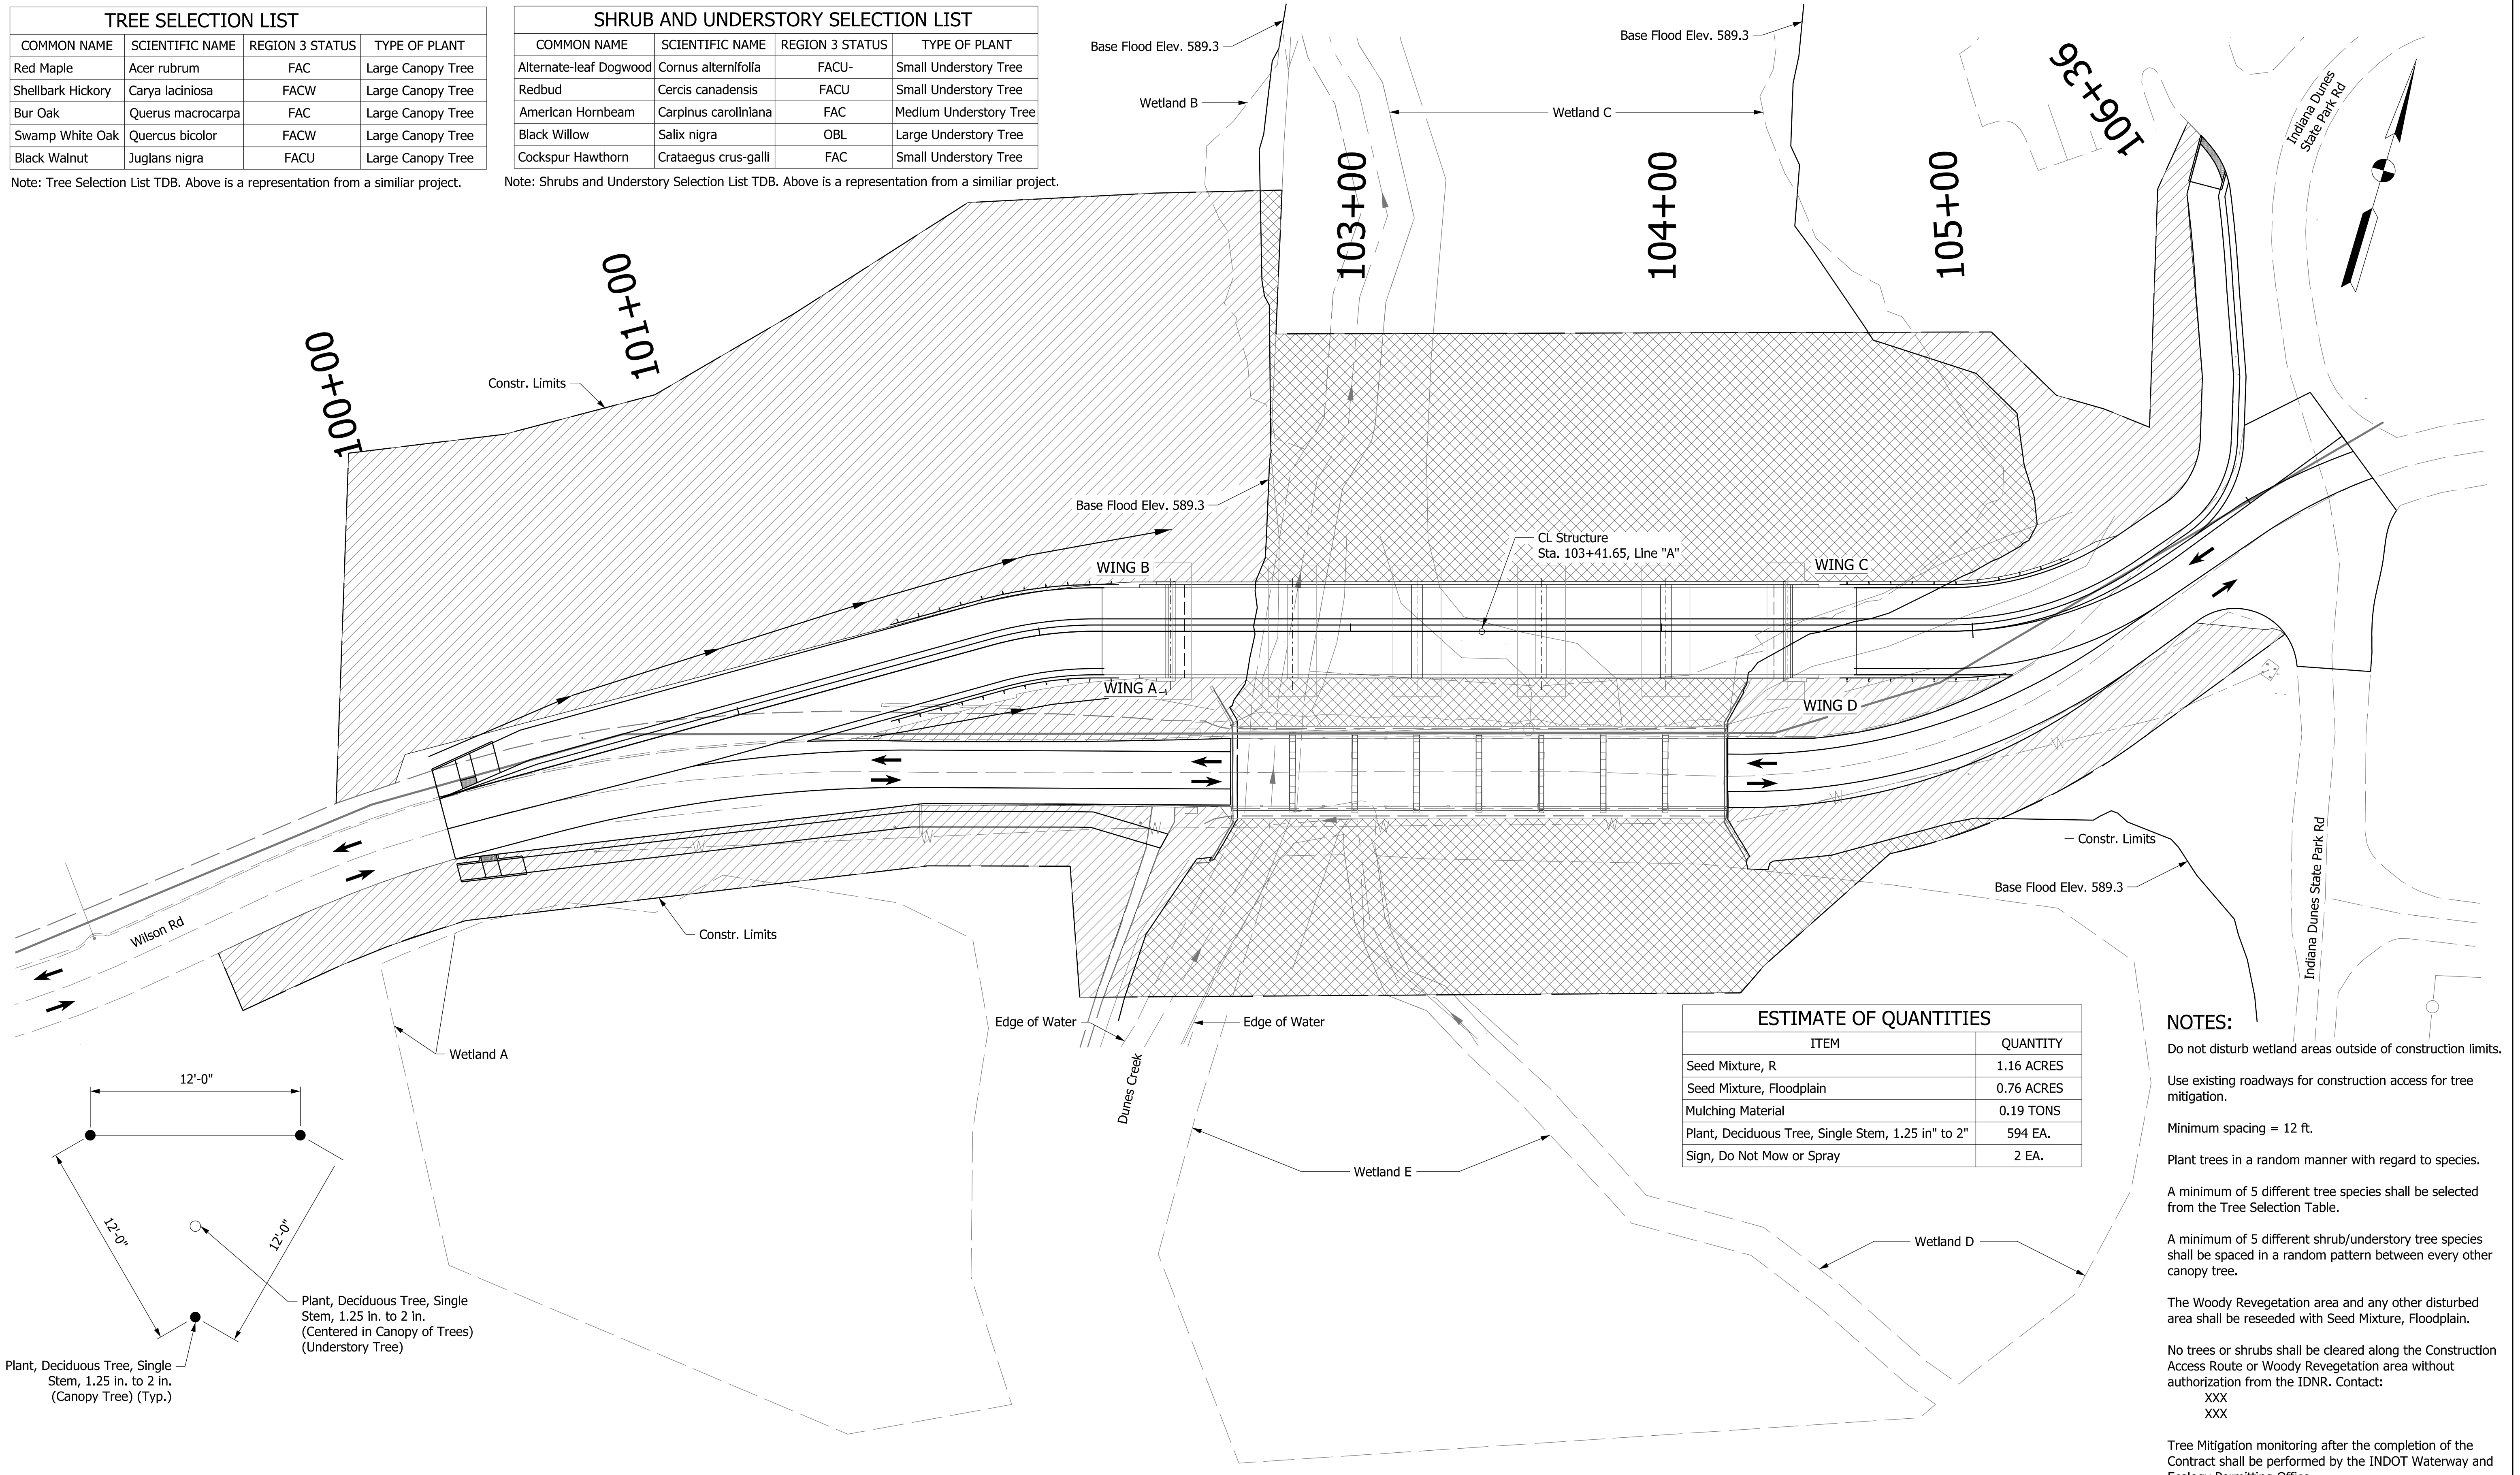 TREE SELECTION LIST
COMMON NAME SCIENTIFIC NAME REGION 3 STATUS TYPE OF PLANT
Red Maple Acer rubrum FAC Large Canopy Tree
Shellbark Hickory Carya laciniosa FACW Large Canopy Tree
Bur Oak Querus macrocarpa FAC Large Canopy Tree
Swamp White Oak Quercus bicolor FACW Large Canopy Tree
Black Walnut Juglans nigra FACU Large Canopy Tree
Note: Tree Selection List TDB. Above is a representation from a similiar project.
SHRUB AND UNDERSTORY SELECTION LIST
COMMON NAME SCIENTIFIC NAME REGION 3 STATUS TYPE OF PLANT
Alternate-leaf Dogwood Cornus alternifolia FACU- Small Understory Tree
Redbud Cercis canadensis FACU Small Understory Tree
American Hornbeam Carpinus caroliniana FAC Medium Understory Tree
Black Willow Salix nigra OBL Large Understory Tree
Cockspur Hawthorn Crataegus crus-galli FAC Small Understory Tree
Note: Shrubs and Understory Selection List TDB. Above is a representation from a similiar project.
Base Flood Elev. 589.3
Base Flood Elev. 589.3
Wetland B
Wetland C
100+00
101+00
103+00
104+00
105+00
106+36
Indiana Dunes
State Park Rd
Constr. Limits
Base Flood Elev. 589.3
CL Structure
Sta. 103+41.65, Line "A"
WING B
WING C
WING A
WING D
W
W
W
W
W
W
W
Constr. Limits
Base Flood Elev. 589.3
Wilson Rd
Constr. Limits
Indiana Dunes State Park Rd
Edge of Water
Edge of Water
Wetland A
Dunes Creek
Wetland E
Wetland D
12'-0"
12'-0"
12'-0"
Plant, Deciduous Tree, Single
Stem, 1.25 in. to 2 in.
(Centered in Canopy of Trees)
(Understory Tree)
Plant, Deciduous Tree, Single
Stem, 1.25 in. to 2 in.
(Canopy Tree) (Typ.)
ESTIMATE OF QUANTITIES
ITEM QUANTITY
Seed Mixture, R 1.16 ACRES
Seed Mixture, Floodplain 0.76 ACRES
Mulching Material 0.19 TONS
Plant, Deciduous Tree, Single Stem, 1.25 in" to 2" 594 EA.
Sign, Do Not Mow or Spray 2 EA.
NOTES:
Do not disturb wetland areas outside of construction limits.
Use existing roadways for construction access for tree
mitigation.
Minimum spacing = 12 ft.
Plant trees in a random manner with regard to species.
A minimum of 5 different tree species shall be selected
from the Tree Selection Table.
A minimum of 5 different shrub/understory tree species
shall be spaced in a random pattern between every other
canopy tree.
The Woody Revegetation area and any other disturbed
area shall be reseeded with Seed Mixture, Floodplain.
No trees or shrubs shall be cleared along the Construction
Access Route or Woody Revegetation area without
authorization from the IDNR. Contact:
XXX
XXX
Tree Mitigation monitoring after the completion of the
Contract shall be performed by the INDOT Waterway and